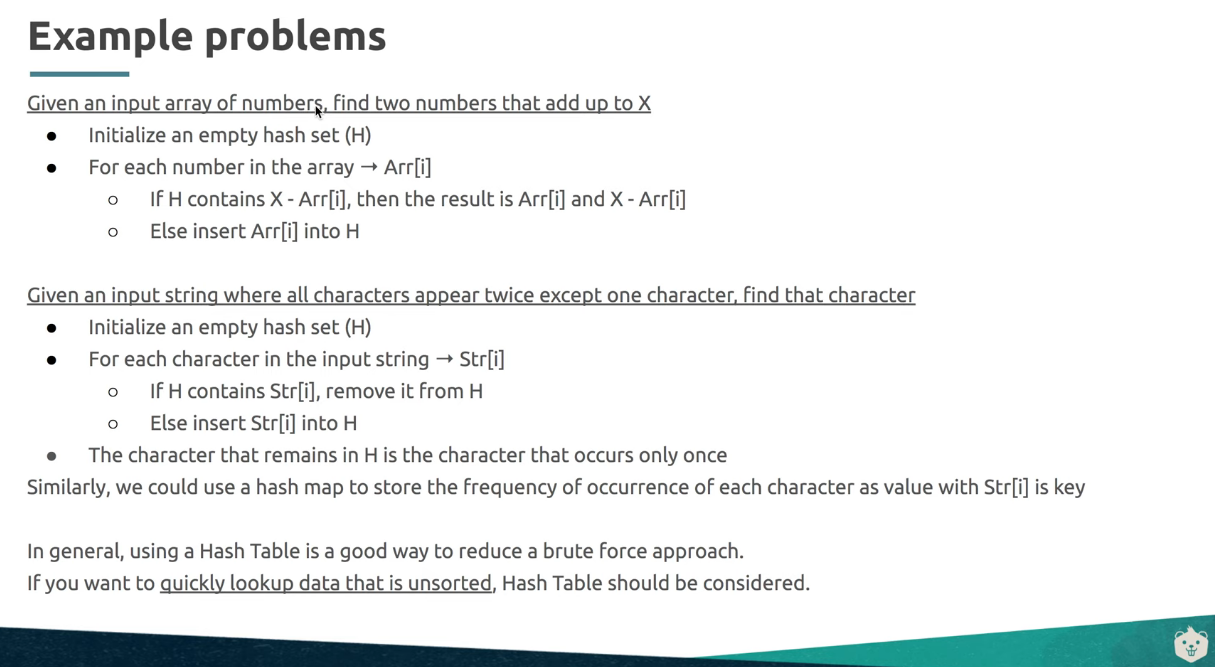 Example problems
Given an input array of numbers, find two numbers that add up to X
● Initialize an empty hash set (H)
● For each number in the array → Arr[i]
○ If H contains X - Arr[i], then the result is Arr[i] and X - Arr[i]
○ Else insert Arr[i] into H
Given an input string where all characters appear twice except one character, find that character
● Initialize an empty hash set (H)
● For each character in the input string → Str[i]
○ If H contains Str[i], remove it from H
○ Else insert Str[i] into H
● The character that remains in H is the character that occurs only once
Similarly, we could use a hash map to store the frequency of occurrence of each character as value with Str[i] is key
In general, using a Hash Table is a good way to reduce a brute force approach.
If you want to quickly lookup data that is unsorted, Hash Table should be considered.